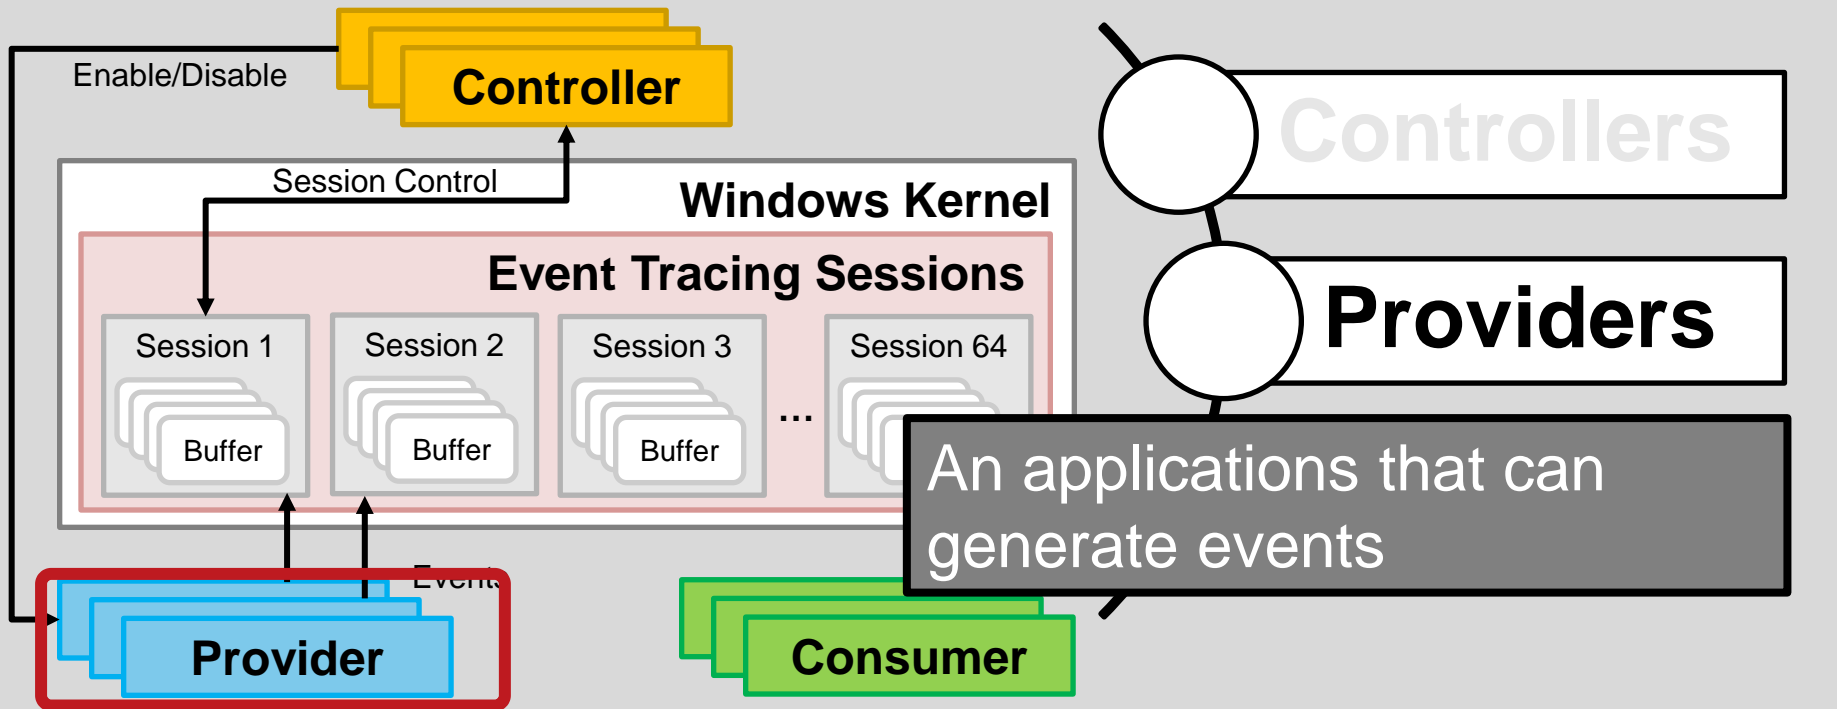 Enable/Disable
Controller
Session Control
Windows Kernel
Event Tracing Sessions
Session 1
Session 2
Session 3
Session 64
Buffer
Buffer
Buffer
...
Events
Provider
Consumer
Controllers
Providers
An applications that can
generate events